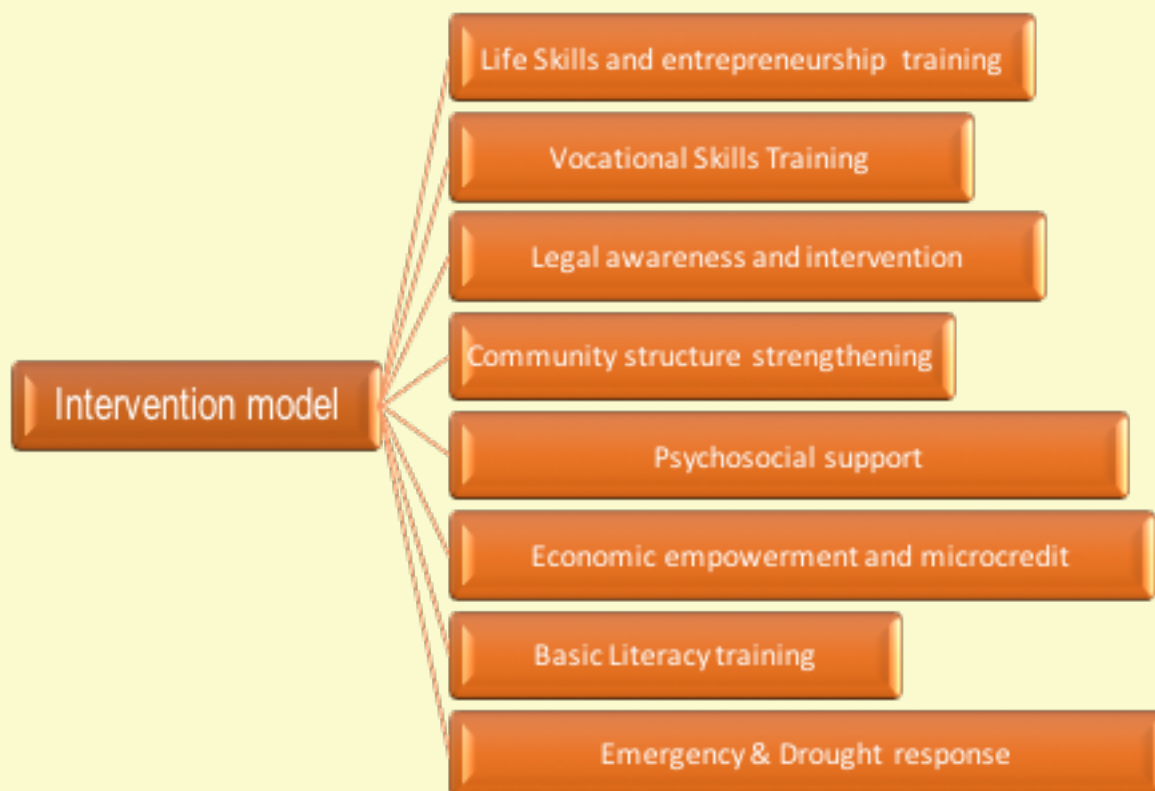 Life Skills and entrepreneurship training
Vocational Skills Training
Legal awareness and intervention
Community structure strengthening
Intervention model
Psychosocial support
Economic empowerment and microcredit
Basic Literacy training
Emergency & Drought response